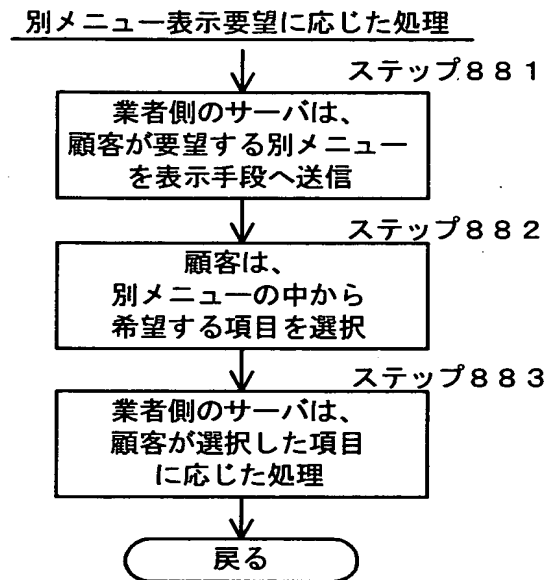 別メニュー表示要望に応じた処理
ステップ881
業者側のサーバは、
顧客が要望する別メニュー
を表示手段へ送信
ステップ882
顧客は、
別メニューの中から
希望する項目を選択
ステップ883
業者側のサーバは、
顧客が選択した項目
に応じた処理
戻る